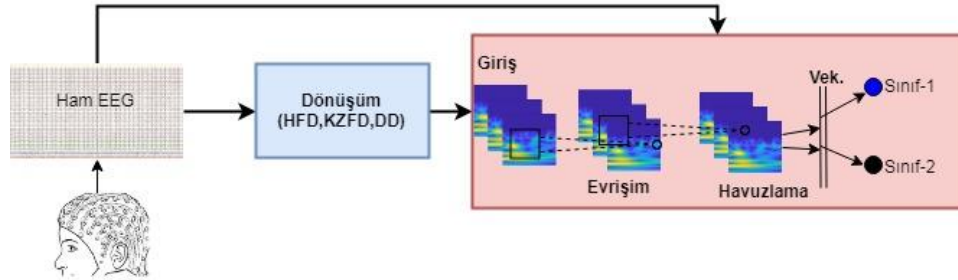 Ham EEG
Dönüşüm
(HFD,KZFD,DD)
Giriş
Evrişim
Havuzlama
Vek.
Sınıf-1
Sınıf-2